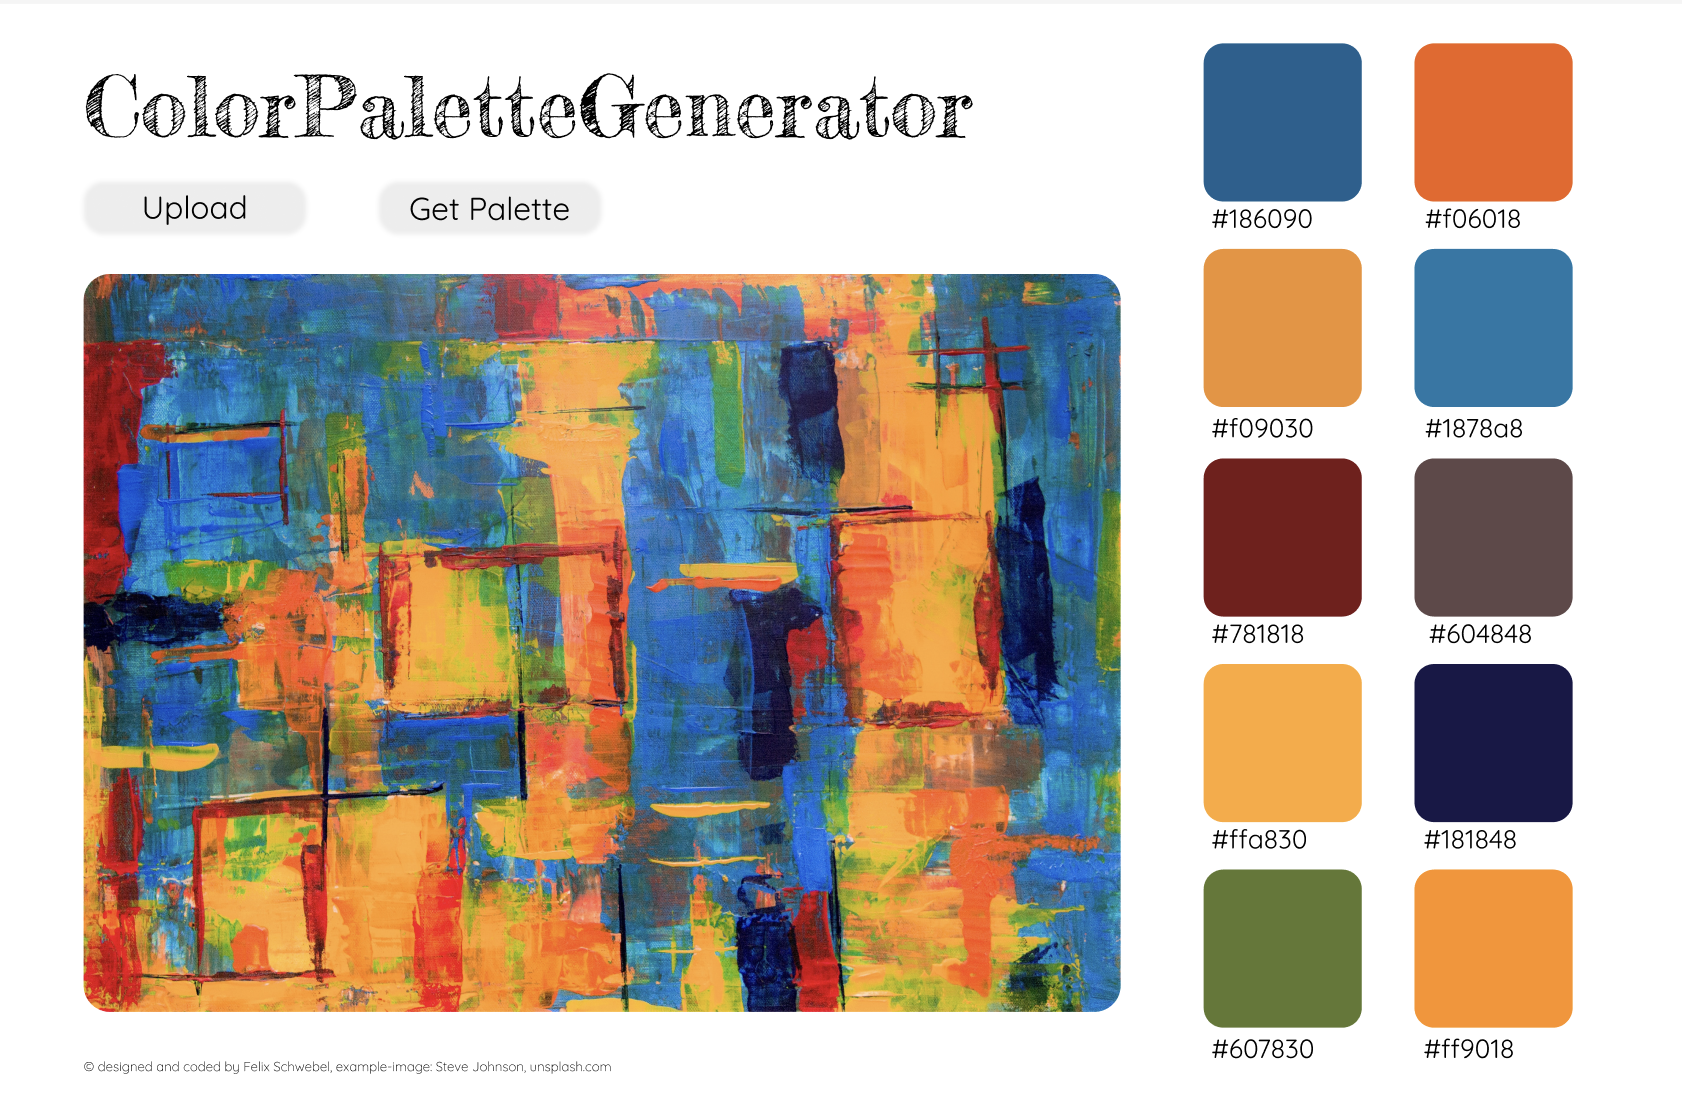 ColorPaletteGenerator
Upload
Get Palette
#186090
#f06018
#f09030
#1878a8
#781818
#604848
#ffa830
#181848
#607830
#ff9018
© designed and coded by Felix Schwebel, example-image: Steve Johnson, unsplash.com